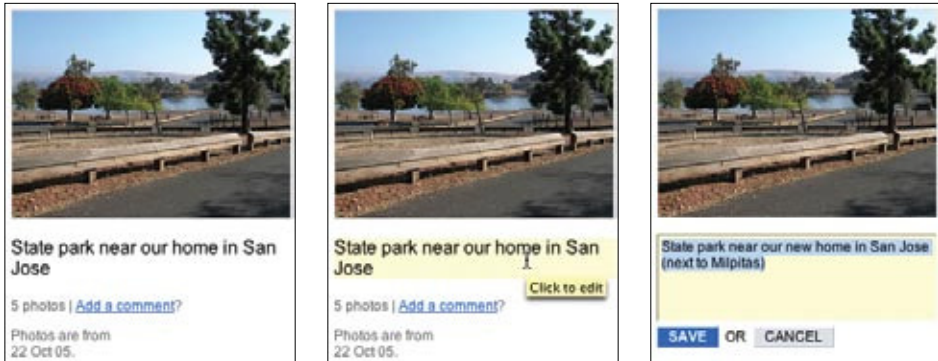 State park near our home in San
Jose
5 photos | Add a comment?
Photos are from
22 Oct 05.
State park near our home in San
Jose
Click to edit
5 photos | Add a comment?
Photos are from
22 Oct 05.
State park near our new home in San Jose
(next to Milpitas)
SAVE OR CANCEL